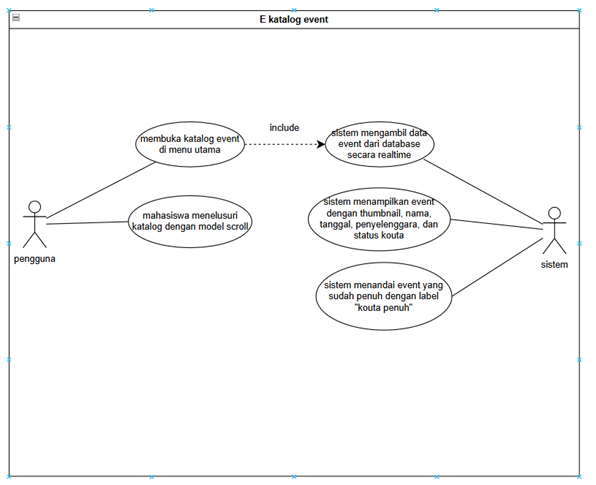 E katalog event
membuka katalog event
di menu utama
include
sistem mengambil data
event dari database
secara realtime
mahasiswa menelusuri
katalog dengan model scroll
sistem menampilkan event
dengan thumbnail, nama,
tanggal, penyelenggara, dan
status kouta
pengguna
sistem
sistem menandai event yang
sudah penuh dengan label
"kouta penuh"